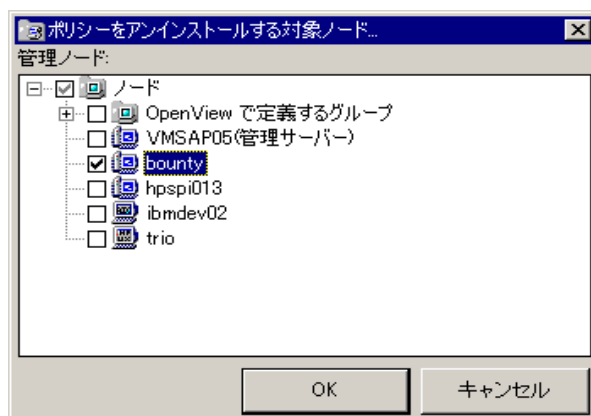 ポリシーをアンインストールする対象ノード...
管理ノード:
ノード
OpenView で定義するグループ
VMSAP05(管理サーバー)
bounty
hpspi013
ibmdev02
trio
OK キャンセル